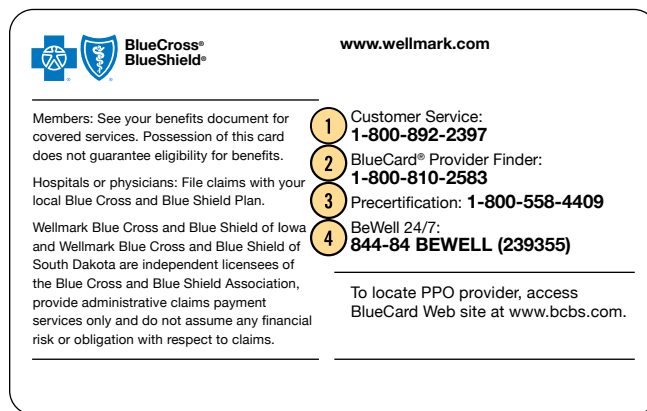 BlueCross®
BlueShield®
www.wellmark.com
Members: See your benefits document for
covered services. Possession of this card
does not guarantee eligibility for benefits.
Hospitals or physicians: File claims with your
local Blue Cross and Blue Shield Plan.
Wellmark Blue Cross and Blue Shield of Iowa
and Wellmark Blue Cross and Blue Shield of
South Dakota are independent licensees of
the Blue Cross and Blue Shield Association,
provide administrative claims payment
services only and do not assume any financial
risk or obligation with respect to claims.
1 Customer Service:
1-800-892-2397
2 BlueCard® Provider Finder:
1-800-810-2583
3 Precertification: 1-800-558-4409
4 BeWell 24/7:
844-84 BEWELL (239355)
To locate PPO provider, access
BlueCard Web site at www.bcbs.com.